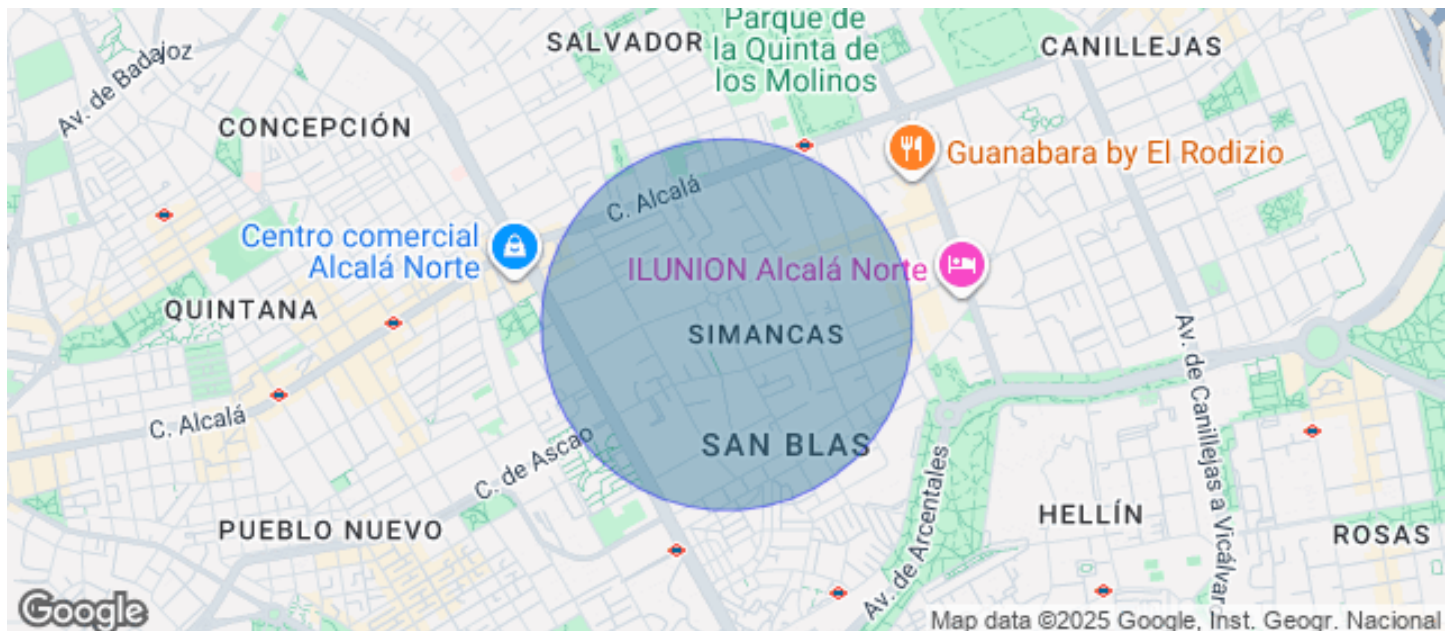 Parque de
la Quinta de
los Molinos
SALVADOR
CANILLEJAS
Av. de Badajoz
CONCEPCIÓN
Guanabara by El Rodizio
C. Alcalá
Centro comercial
Alcalá Norte
ILUNION Alcalá Norte
QUINTANA
SIMANCAS
Av. de Canillejas a Vicálvaro
C. Alcalá
SAN BLAS
C. de Ascao
Av. de Arcentales
HELLÍN
PUEBLO NUEVO
ROSAS
Google
Map data ©2025 Google, Inst. Geogr. Nacional